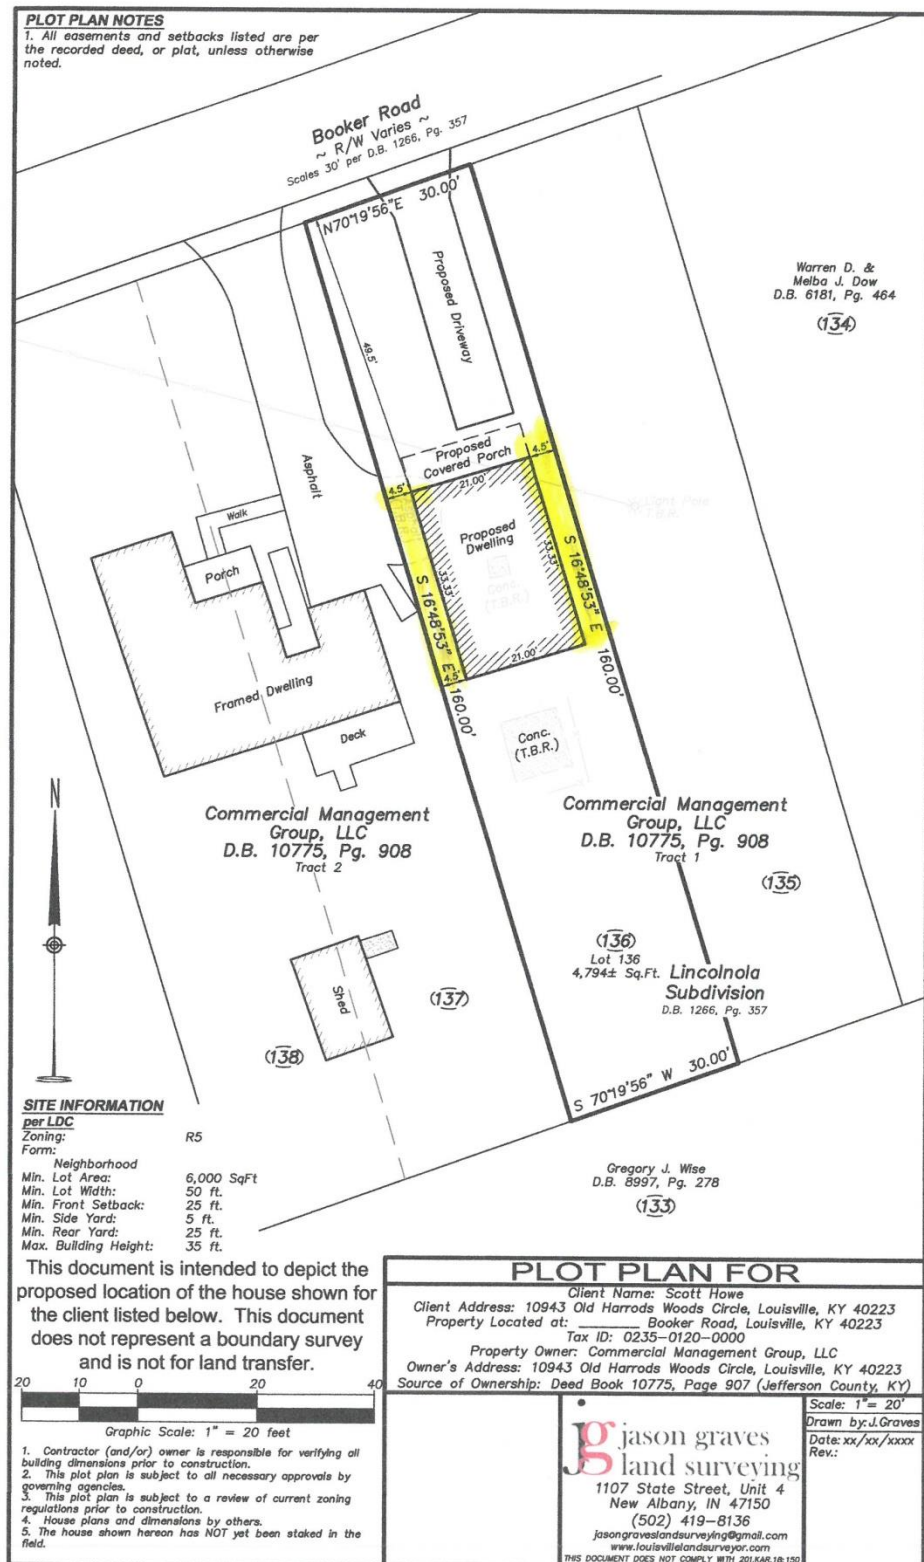 PLOT PLAN NOTES
1. All easements and setbacks listed are per
the recorded deed, or plat, unless otherwise
noted.
Booker Road
~ R/W Varies ~
Scales 30' per D.B. 1266, Pg. 357
N70°19'56"E 30.00'
Warren D. &
Melba J. Dow
D.B. 6181, Pg. 464
(134)
Proposed Driveway
49.5'
Asphalt
Proposed
Covered Porch
4.5'
4.5'
21.00'
Walk
Proposed
Dwelling
Conc.
(T.B.R.)
Porch
33.33'
33.33'
S 16°48'53" E 160.00'
S 16°48'53" E 160.00'
21.00'
4.5'
Framed Dwelling
Deck
Conc.
(T.B.R.)
N
Commercial Management
Group, LLC
D.B. 10775, Pg. 908
Tract 2
Commercial Management
Group, LLC
D.B. 10775, Pg. 908
Tract 1
(135)
(136)
Lot 136
4,794± Sq.Ft.
Lincolnola
Subdivision
D.B. 1266, Pg. 357
Shed
(137)
(138)
S 70°19'56" W 30.00'
Gregory J. Wise
D.B. 8997, Pg. 278
(133)
SITE INFORMATION
per LDC
Zoning: R5
Form:
Neighborhood
Min. Lot Area: 6,000 SqFt
Min. Lot Width: 50 ft.
Min. Front Setback: 25 ft.
Min. Side Yard: 5 ft.
Min. Rear Yard: 25 ft.
Max. Building Height: 35 ft.
This document is intended to depict the
proposed location of the house shown for
the client listed below. This document
does not represent a boundary survey
and is not for land transfer.
20 10 0 20 40
Graphic Scale: 1" = 20 feet
1. Contractor (and/or) owner is responsible for verifying all
building dimensions prior to construction.
2. This plot plan is subject to all necessary approvals by
governing agencies.
3. This plot plan is subject to a review of current zoning
regulations prior to construction.
4. House plans and dimensions by others.
5. The house shown hereon has NOT yet been staked in the
field.
PLOT PLAN FOR
Client Name: Scott Howe
Client Address: 10943 Old Harrods Woods Circle, Louisville, KY 40223
Property Located at: ________ Booker Road, Louisville, KY 40223
Tax ID: 0235-0120-0000
Property Owner: Commercial Management Group, LLC
Owner's Address: 10943 Old Harrods Woods Circle, Louisville, KY 40223
Source of Ownership: Deed Book 10775, Page 907 (Jefferson County, KY)
jg jason graves
land surveying
1107 State Street, Unit 4
New Albany, IN 47150
(502) 419-8136
jasongraveslandsurveying@gmail.com
www.louisvillelandsurveyor.com
THIS DOCUMENT DOES NOT COMPLY WITH 201.KAR.18:150
Scale: 1"= 20'
Drawn by: J.Graves
Date: xx/xx/xxxx
Rev.: